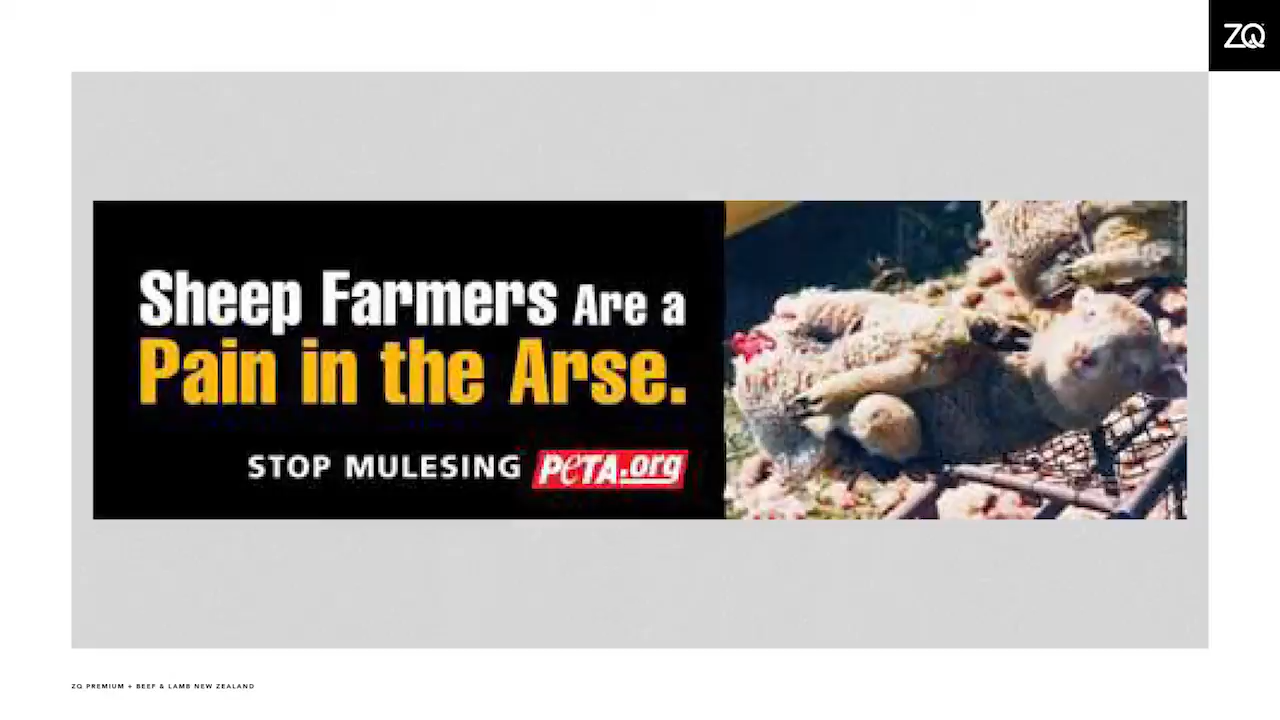 ZQ
Sheep Farmers Are a
Pain in the Arse.
STOP MULESING PETA.org
ZQ PREMIUM + BEEF & LAMB NEW ZEALAND